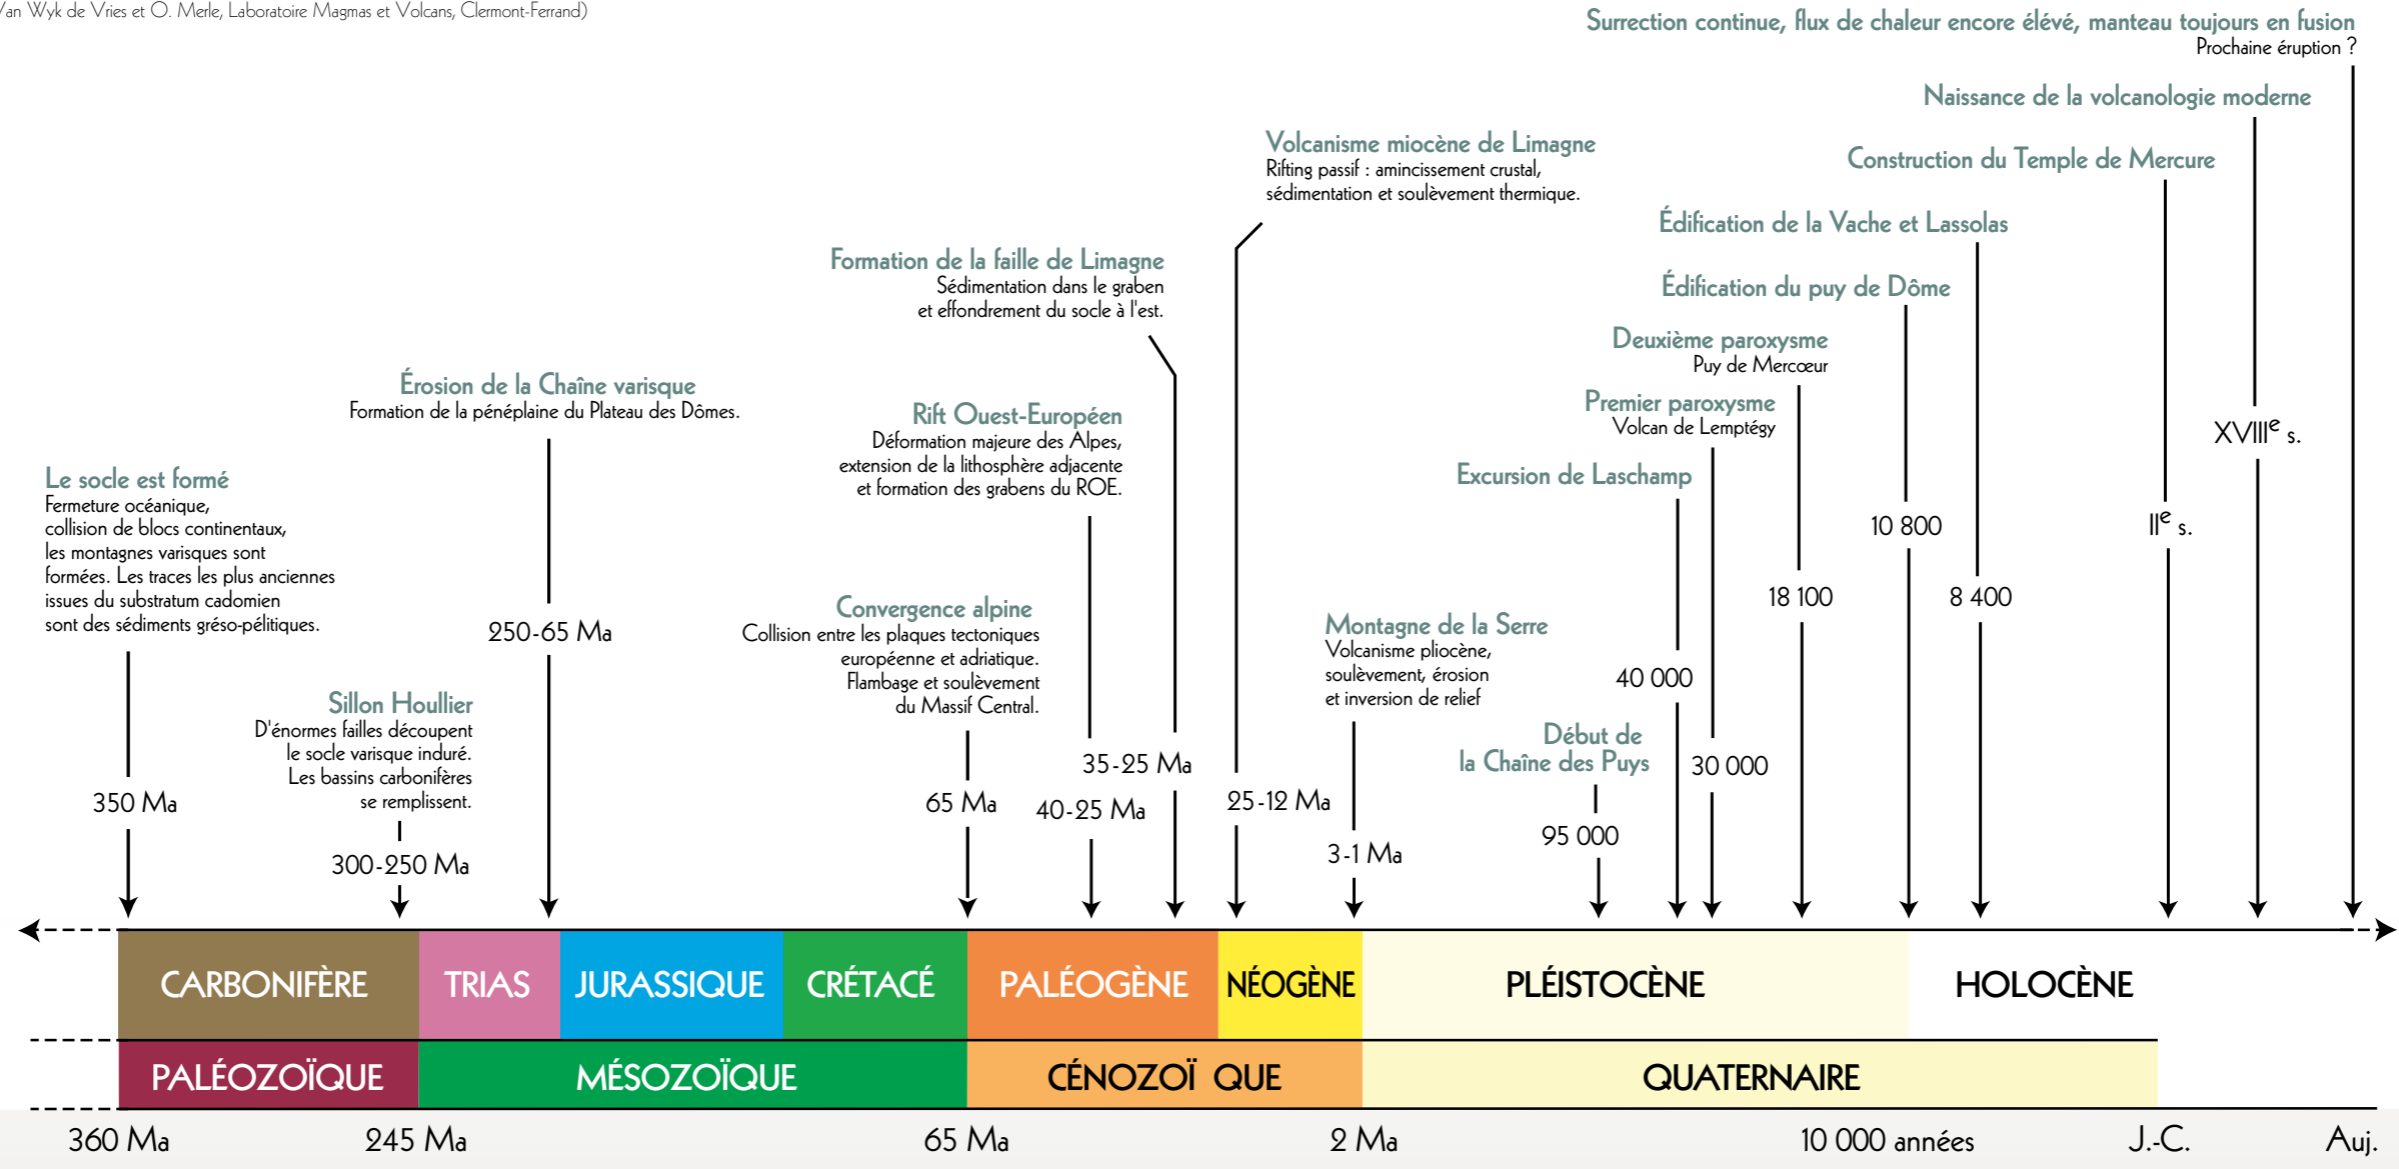 Van Wyk de Vries et O. Merle, Laboratoire Magmas et Volcans, Clermont-Ferrand)
Surrection continue, flux de chaleur encore élévé, manteau toujours en fusion
Prochaine éruption ?
Naissance de la volcanologie moderne
XVIIIe s.
Construction du Temple de Mercure
IIe s.
Édification de la Vache et Lassolas
8 400
Édification du puy de Dôme
10 800
Deuxième paroxysme
Puy de Mercœur
18 100
Premier paroxysme
Volcan de Lemptégy
30 000
Excursion de Laschamp
40 000
Début de
la Chaîne des Puys
95 000
Volcanisme miocène de Limagne
Rifting passif : amincissement crustal,
sédimentation et soulèvement thermique.
25-12 Ma
Montagne de la Serre
Volcanisme pliocène,
soulèvement, érosion
et inversion de relief
3-1 Ma
Formation de la faille de Limagne
Sédimentation dans le graben
et effondrement du socle à l'est.
35-25 Ma
Rift Ouest-Européen
Déformation majeure des Alpes,
extension de la lithosphère adjacente
et formation des grabens du ROE.
40-25 Ma
Convergence alpine
Collision entre les plaques tectoniques
européenne et adriatique.
Flambage et soulèvement
du Massif Central.
65 Ma
Érosion de la Chaîne varisque
Formation de la pénéplaine du Plateau des Dômes.
250-65 Ma
Sillon Houllier
D'énormes failles découpent
le socle varisque induré.
Les bassins carbonifères
se remplissent.
300-250 Ma
Le socle est formé
Fermeture océanique,
collision de blocs continentaux,
les montagnes varisques sont
formées. Les traces les plus anciennes
issues du substratum cadomien
sont des sédiments gréso-pélitiques.
350 Ma
CARBONIFÈRE TRIAS JURASSIQUE CRÉTACÉ PALÉOGÈNE NÉOGÈNE PLÉISTOCÈNE HOLOCÈNE
PALÉOZOÏQUE MÉSOZOÏQUE CÉNOZOÏ QUE QUATERNAIRE
360 Ma 245 Ma 65 Ma 2 Ma 10 000 années J.-C. Auj.